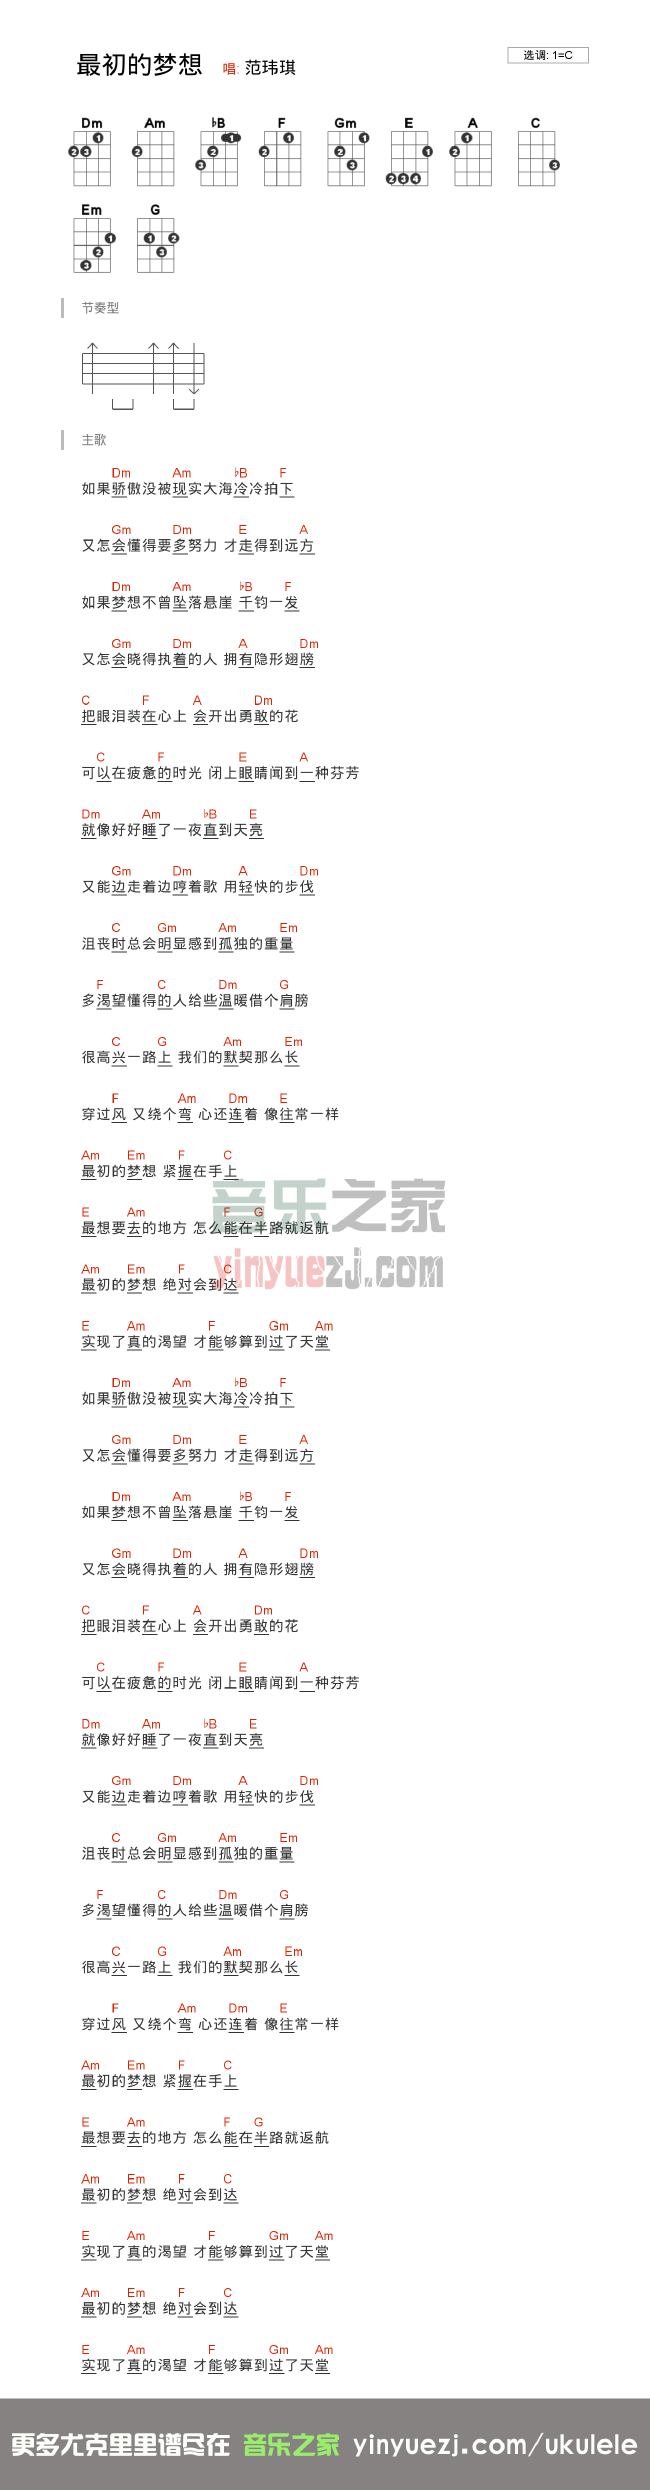 最初的梦想 唱: 范玮琪
选调: 1=C
Dm Am ♭B F Gm E A C
Em G
节奏型
主歌
Dm Am ♭B F
如果骄傲没被现实大海冷冷拍下
Gm Dm E A
又怎会懂得要多努力 才走得到远方
Dm Am ♭B F
如果梦想不曾坠落悬崖 千钧一发
Gm Dm A Dm
又怎会晓得执着的人 拥有隐形翅牓
C F A Dm
把眼泪装在心上 会开出勇敢的花
C F E A
可以在疲惫的时光 闭上眼睛闻到一种芬芳
Dm Am ♭B E
就像好好睡了一夜直到天亮
Gm Dm A Dm
又能边走着边哼着歌 用轻快的步伐
C Gm Am Em
沮丧时总会明显感到孤独的重量
F C Dm G
多渴望懂得的人给些温暖借个肩膀
C G Am Em
很高兴一路上 我们的默契那么长
F Am Dm E
穿过风 又绕个弯 心还连着 像往常一样
Am Em F C
最初的梦想 紧握在手上
E Am F G
最想要去的地方 怎么能在半路就返航
Am Em F C
最初的梦想 绝对会到达
E Am F Gm Am
实现了真的渴望 才能够算到过了天堂
音乐之家
yinyuezj.com
Dm Am ♭B F
如果骄傲没被现实大海冷冷拍下
Gm Dm E A
又怎会懂得要多努力 才走得到远方
Dm Am ♭B F
如果梦想不曾坠落悬崖 千钧一发
Gm Dm A Dm
又怎会晓得执着的人 拥有隐形翅牓
C F A Dm
把眼泪装在心上 会开出勇敢的花
C F E A
可以在疲惫的时光 闭上眼睛闻到一种芬芳
Dm Am ♭B E
就像好好睡了一夜直到天亮
Gm Dm A Dm
又能边走着边哼着歌 用轻快的步伐
C Gm Am Em
沮丧时总会明显感到孤独的重量
F C Dm G
多渴望懂得的人给些温暖借个肩膀
C G Am Em
很高兴一路上 我们的默契那么长
F Am Dm E
穿过风 又绕个弯 心还连着 像往常一样
Am Em F C
最初的梦想 紧握在手上
E Am F G
最想要去的地方 怎么能在半路就返航
Am Em F C
最初的梦想 绝对会到达
E Am F Gm Am
实现了真的渴望 才能够算到过了天堂
Am Em F C
最初的梦想 绝对会到达
E Am F Gm Am
实现了真的渴望 才能够算到过了天堂
更多尤克里里谱尽在 音乐之家 yinyuezj.com/ukulele